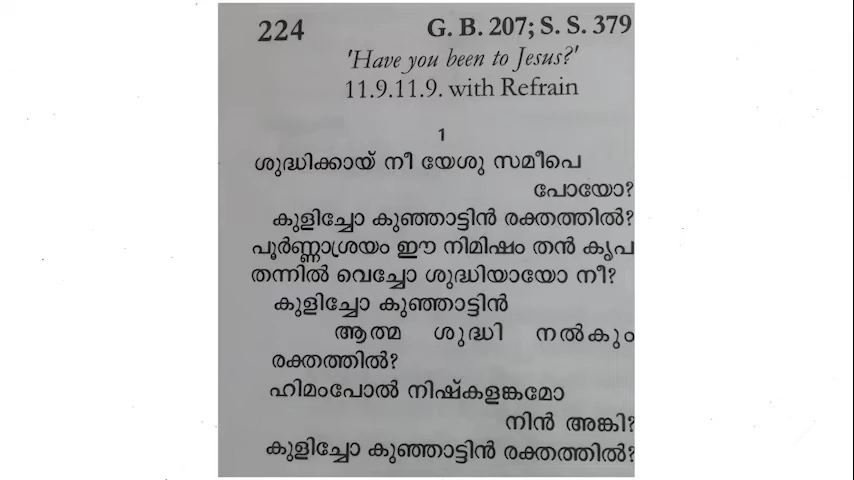 224 G. B. 207; S. S. 379
'Have you been to Jesus?'
11.9.11.9. with Refrain
1
ശുദ്ധിക്കായ് നീ യേശു സമീപെ
പോയോ?
കുളിച്ചോ കുഞ്ഞാട്ടിൻ രക്തത്തിൽ?
പൂർണ്ണാശ്രയം ഈ നിമിഷം തൻ കൃപ
തന്നിൽ വെച്ചോ ശുദ്ധിയായോ നീ?
കുളിച്ചോ കുഞ്ഞാട്ടിൻ
ആത്മ ശുദ്ധി നൽകും
രക്തത്തിൽ?
ഹിമംപോൽ നിഷ്കളങ്കമോ
നിൻ അങ്കി?
കുളിച്ചോ കുഞ്ഞാട്ടിൻ രക്തത്തിൽ?